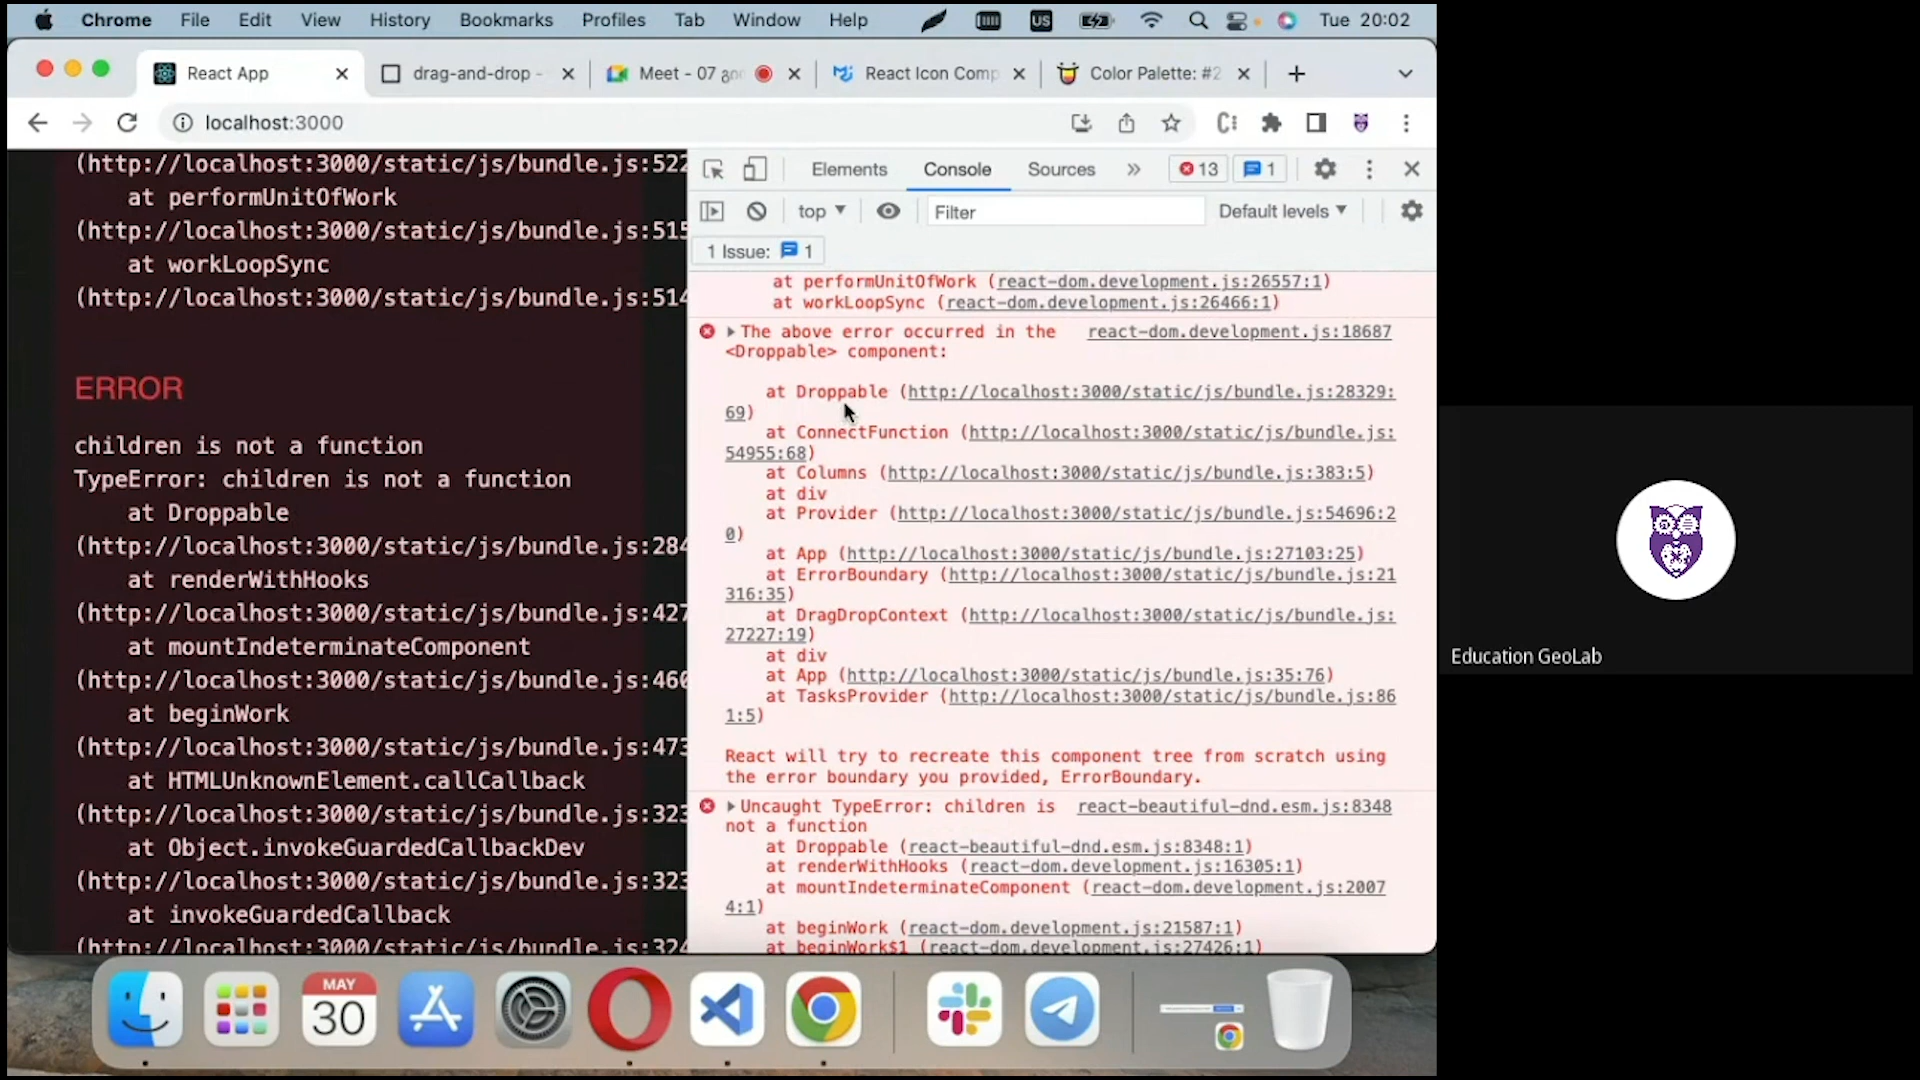 Chrome File Edit View History Bookmarks Profiles Tab Window Help US Tue 20:02
React App drag-and-drop - Meet - 07 React Icon Comp Color Palette: #2
localhost:3000
(http://localhost:3000/static/js/bundle.js:522
at performUnitOfWork
(http://localhost:3000/static/js/bundle.js:515
at workLoopSync
(http://localhost:3000/static/js/bundle.js:514
ERROR
children is not a function
TypeError: children is not a function
at Droppable
(http://localhost:3000/static/js/bundle.js:284
at renderWithHooks
(http://localhost:3000/static/js/bundle.js:427
at mountIndeterminateComponent
(http://localhost:3000/static/js/bundle.js:460
at beginWork
(http://localhost:3000/static/js/bundle.js:473
at HTMLUnknownElement.callCallback
(http://localhost:3000/static/js/bundle.js:323
at Object.invokeGuardedCallbackDev
(http://localhost:3000/static/js/bundle.js:323
at invokeGuardedCallback
(http://localhost:3000/static/js/bundle.js:324
Elements Console Sources 13 1
top Filter Default levels
1 Issue: 1
at performUnitOfWork (react-dom.development.js:26557:1)
at workLoopSync (react-dom.development.js:26466:1)
The above error occurred in the react-dom.development.js:18687
<Droppable> component:
at Droppable (http://localhost:3000/static/js/bundle.js:28329:
69)
at ConnectFunction (http://localhost:3000/static/js/bundle.js:
54955:68)
at Columns (http://localhost:3000/static/js/bundle.js:383:5)
at div
at Provider (http://localhost:3000/static/js/bundle.js:54696:2
0)
at App (http://localhost:3000/static/js/bundle.js:27103:25)
at ErrorBoundary (http://localhost:3000/static/js/bundle.js:21
316:35)
at DragDropContext (http://localhost:3000/static/js/bundle.js:
27227:19)
at div
at App (http://localhost:3000/static/js/bundle.js:35:76)
at TasksProvider (http://localhost:3000/static/js/bundle.js:86
1:5)
React will try to recreate this component tree from scratch using
the error boundary you provided, ErrorBoundary.
Uncaught TypeError: children is react-beautiful-dnd.esm.js:8348
not a function
at Droppable (react-beautiful-dnd.esm.js:8348:1)
at renderWithHooks (react-dom.development.js:16305:1)
at mountIndeterminateComponent (react-dom.development.js:2007
4:1)
at beginWork (react-dom.development.js:21587:1)
at beginWork$1 (react-dom.development.js:27426:1)
Education GeoLab
MAY
30